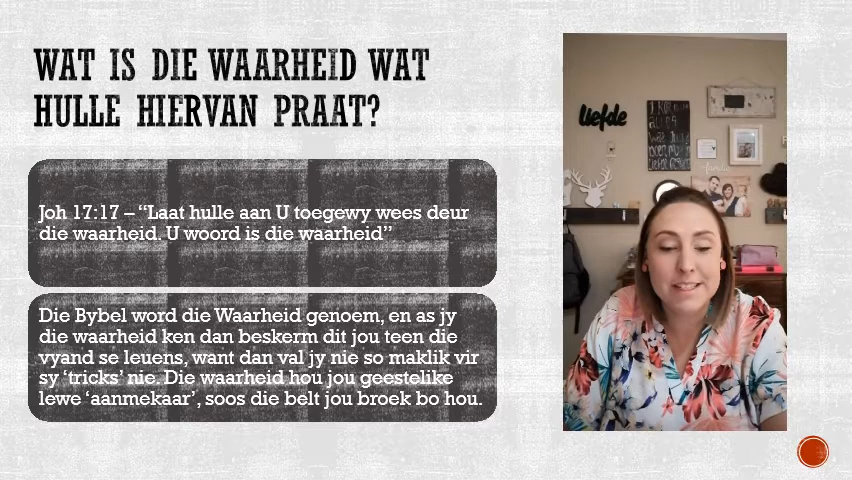 WAT IS DIE WAARHEID WAT
HULLE HIERVAN PRAAT?
Joh 17:17 – “Laat hulle aan U toegewy wees deur
die waarheid. U woord is die waarheid”
Die Bybel word die Waarheid genoem, en as jy
die waarheid ken dan beskerm dit jou teen die
vyand se leuens, want dan val jy nie so maklik vir
sy ‘tricks’ nie. Die waarheid hou jou geestelike
lewe ‘aanmekaar’, soos die belt jou broek bo hou.
liefde
familie